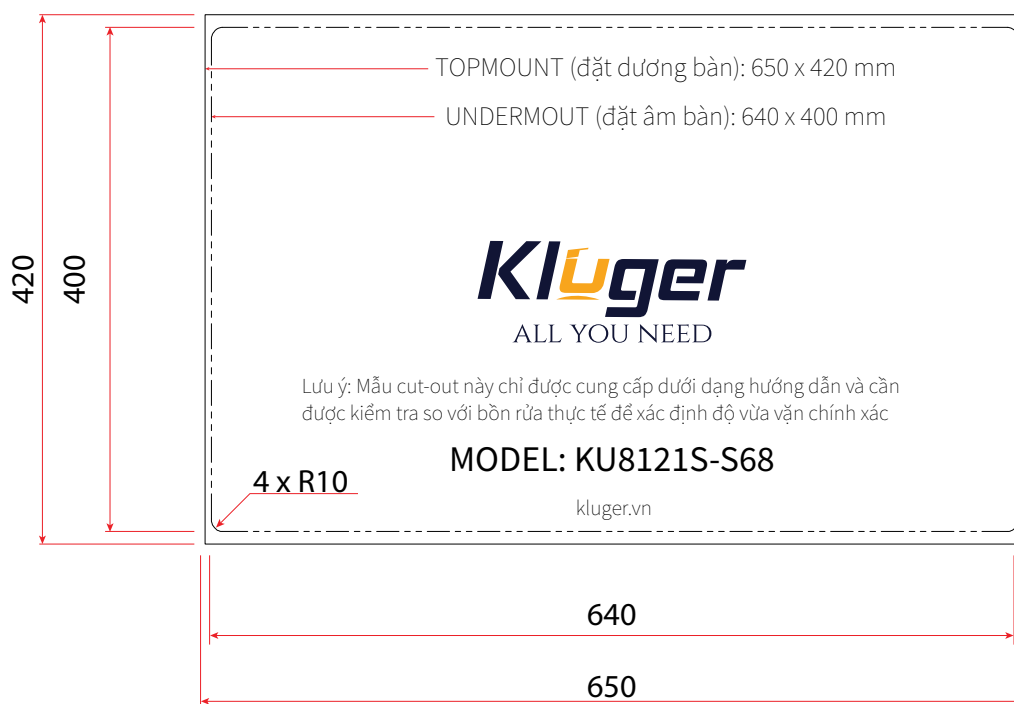 TOPMOUNT (đặt dương bàn): 650 x 420 mm
UNDERMOUT (đặt âm bàn): 640 x 400 mm
420
400
Kluger
ALL YOU NEED
Lưu ý: Mẫu cut-out này chỉ được cung cấp dưới dạng hướng dẫn và cần
được kiểm tra so với bồn rửa thực tế để xác định độ vừa vặn chính xác
MODEL: KU8121S-S68
4 x R10
kluger.vn
640
650